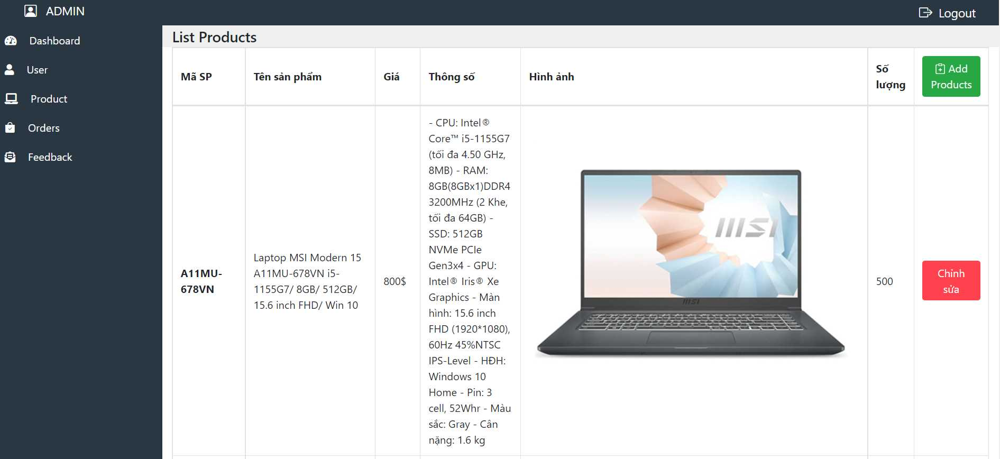 ADMIN
Logout
Dashboard
User
Product
Orders
Feedback
List Products
Mã SP
Tên sản phẩm
Giá
Thông số
Hình ảnh
Số
lượng
Add
Products
A11MU-
678VN
Laptop MSI Modern 15
A11MU-678VN i5-
1155G7/ 8GB/ 512GB/
15.6 inch FHD/ Win 10
800$
- CPU: Intel®
Core™ i5-1155G7
(tối đa 4.50 GHz,
8MB) - RAM:
8GB(8GBx1)DDR4
3200MHz (2 Khe,
tối đa 64GB) -
SSD: 512GB
NVMe PCIe
Gen3x4 - GPU:
Intel® Iris® Xe
Graphics - Màn
hình: 15.6 inch
FHD (1920*1080),
60Hz 45%NTSC
IPS-Level - HĐH:
Windows 10
Home - Pin: 3
cell, 52Whr - Màu
sắc: Gray - Cân
nặng: 1.6 kg
msi
msi
500
Chỉnh
sửa